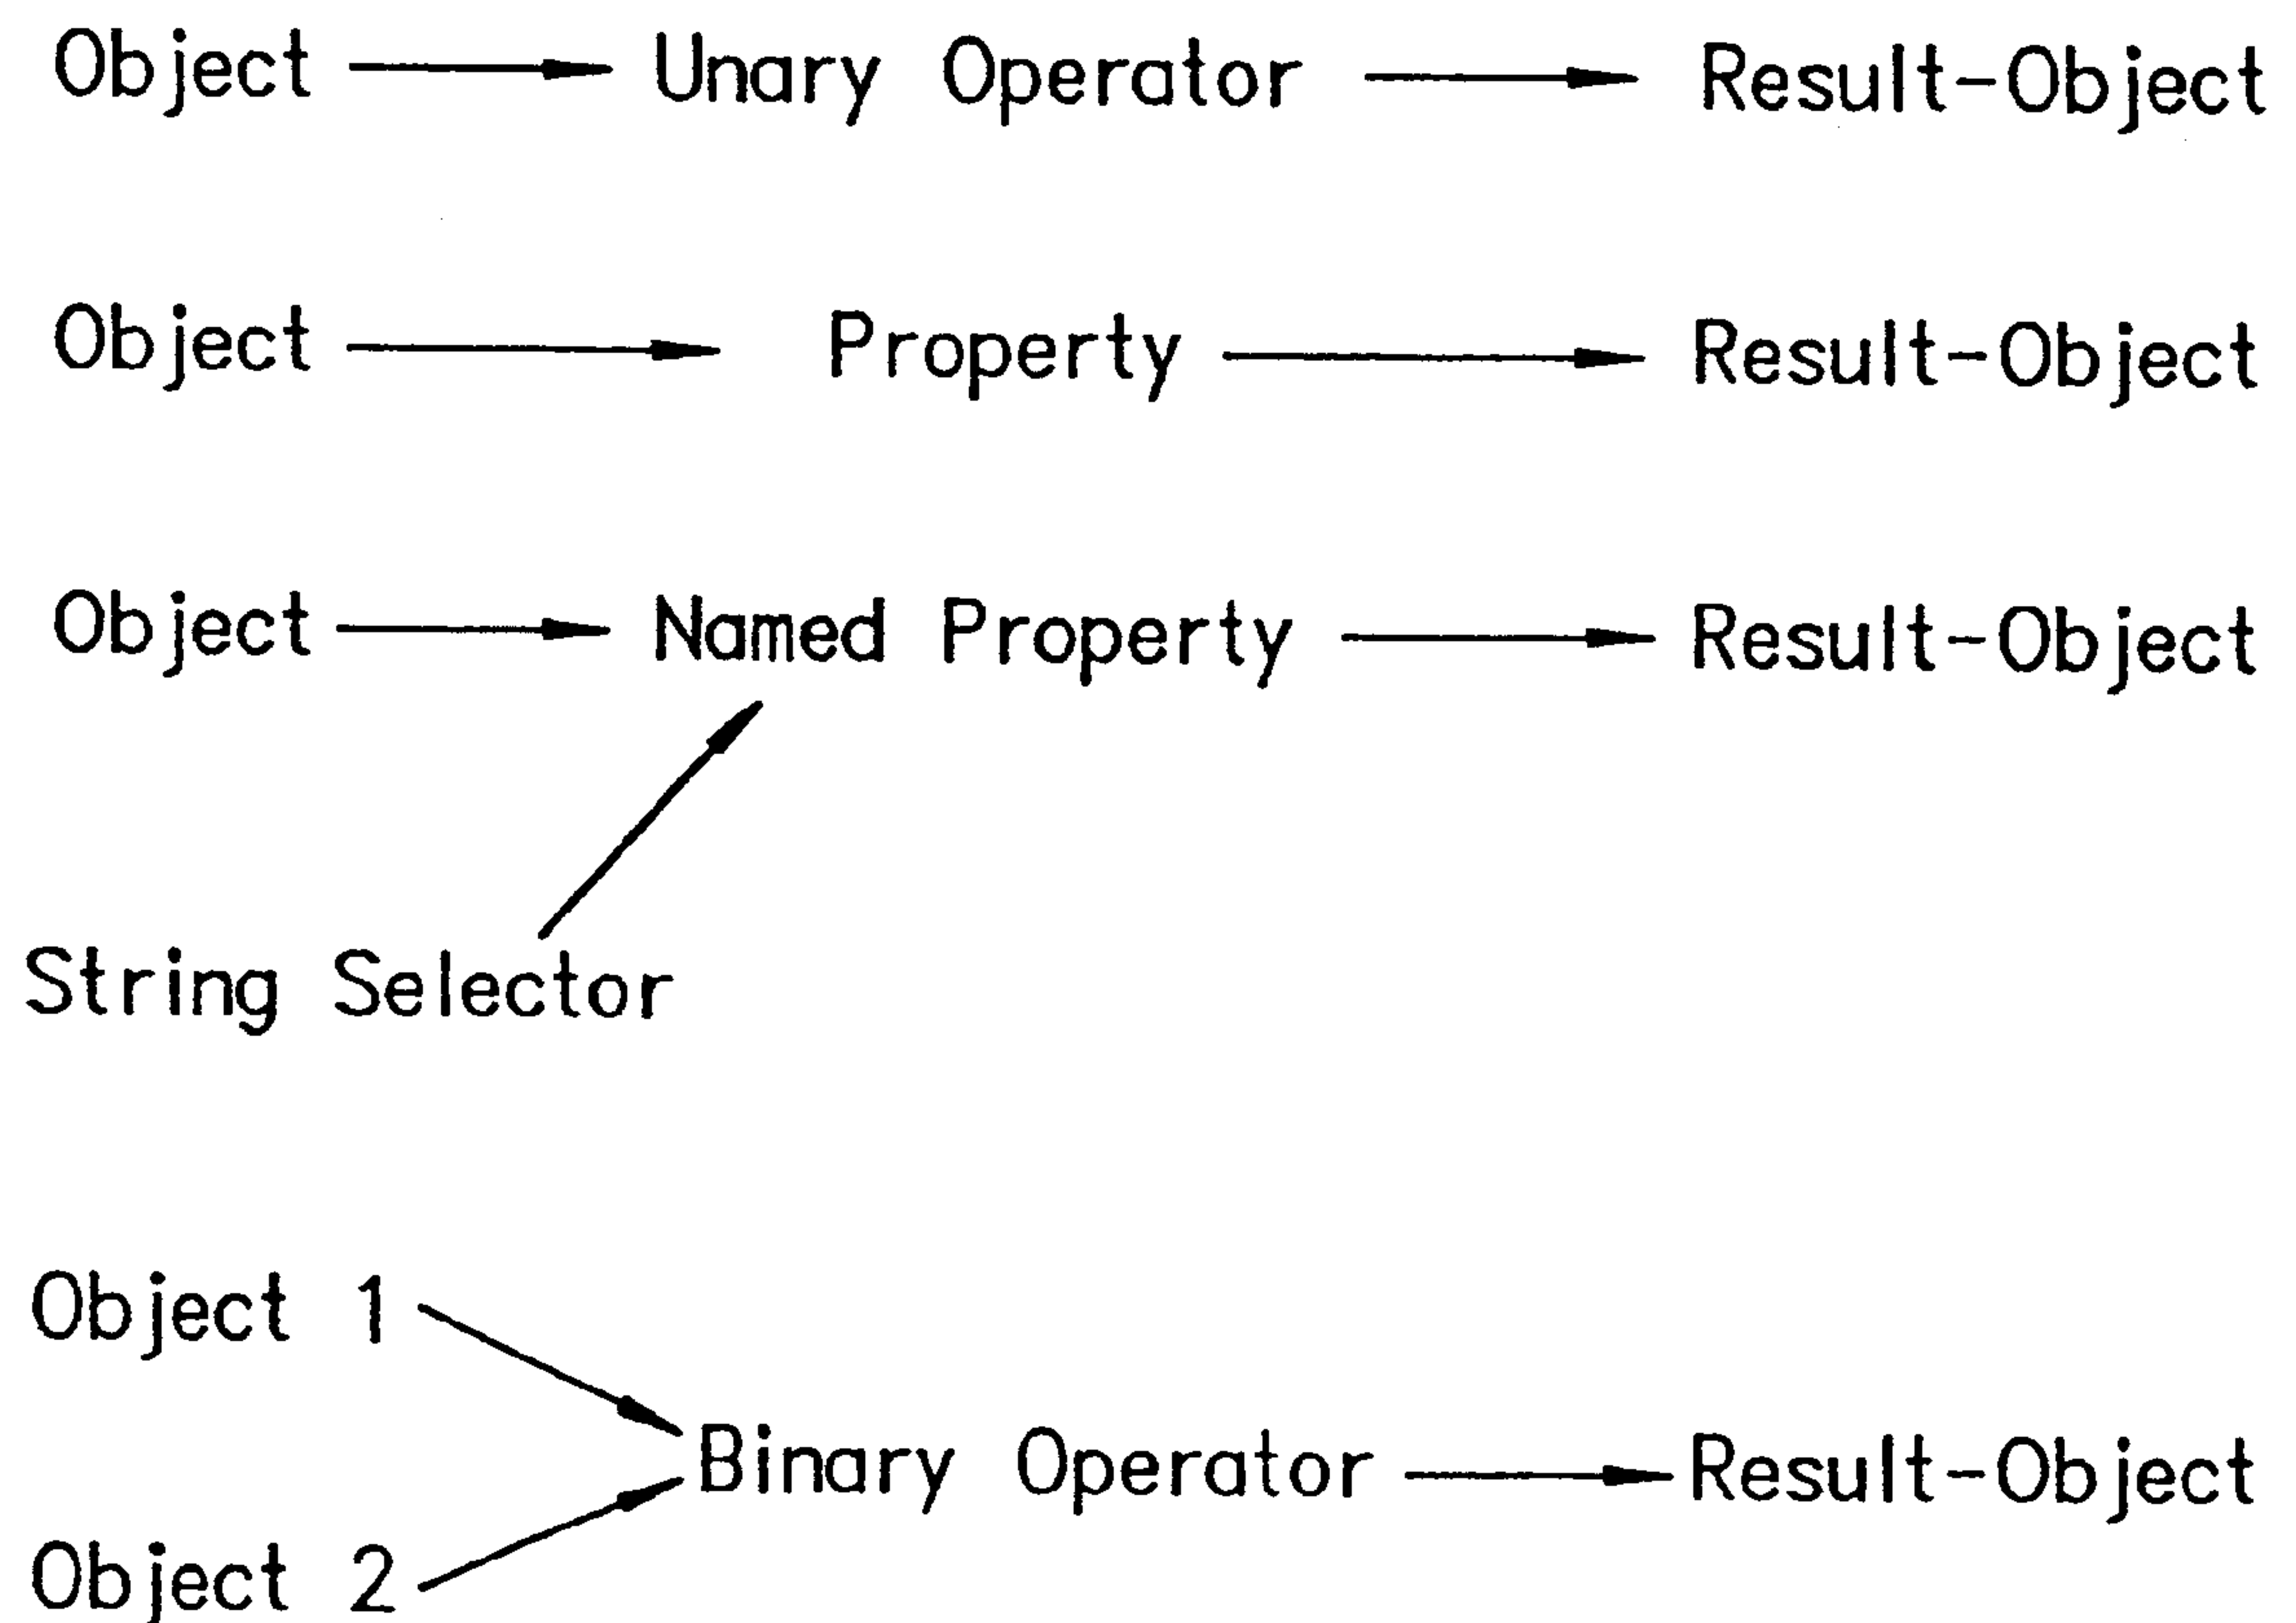 Object Unary Operator Result-Object
Object Property Result-Object
Object Named Property Result-Object
String Selector
Object 1
Binary Operator Result-Object
Object 2